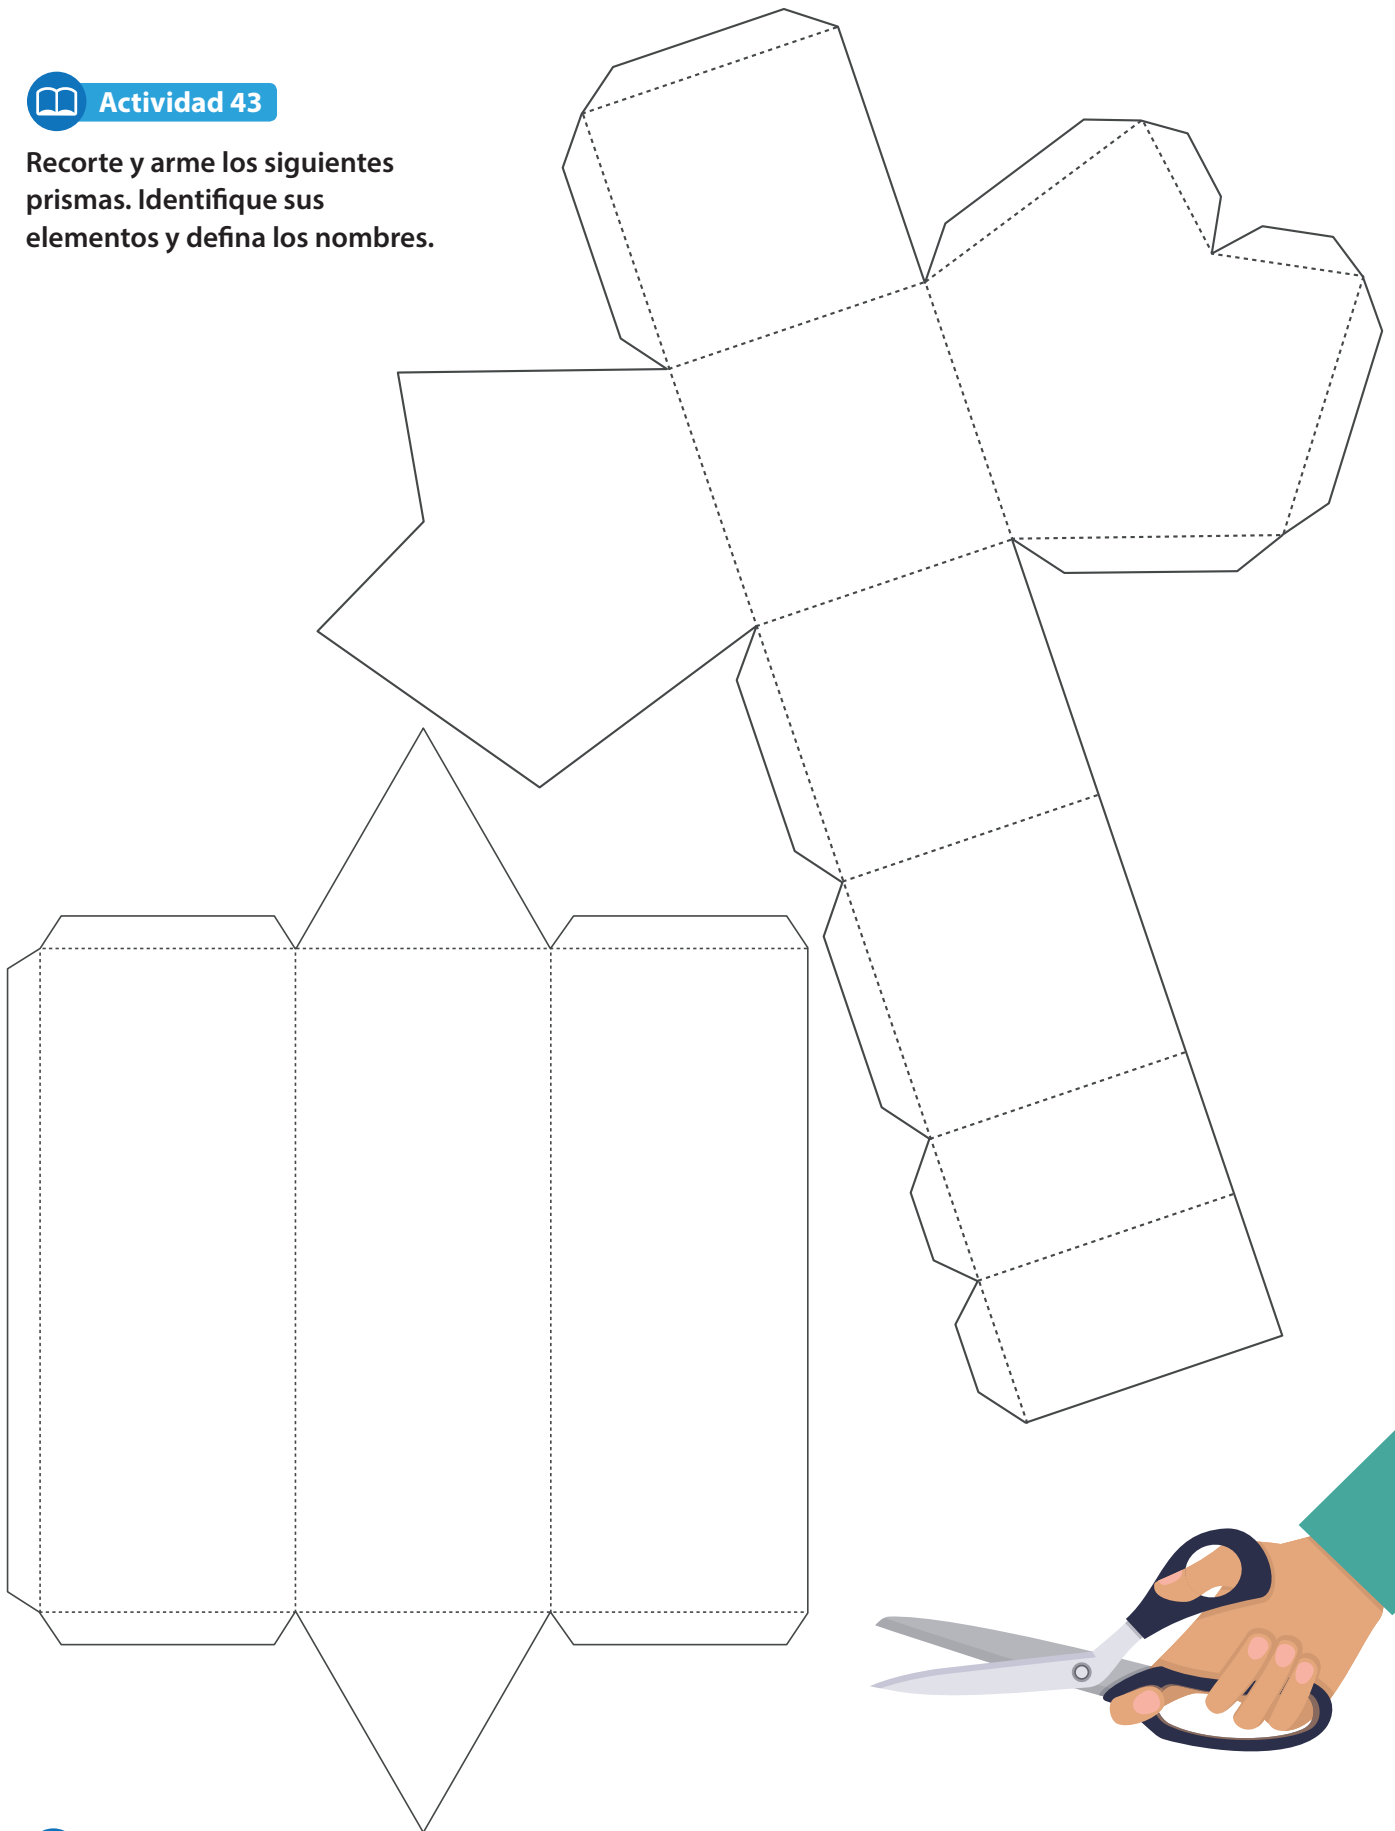 Actividad 43
Recorte y arme los siguientes
prismas. Identifique sus
elementos y defina los nombres.